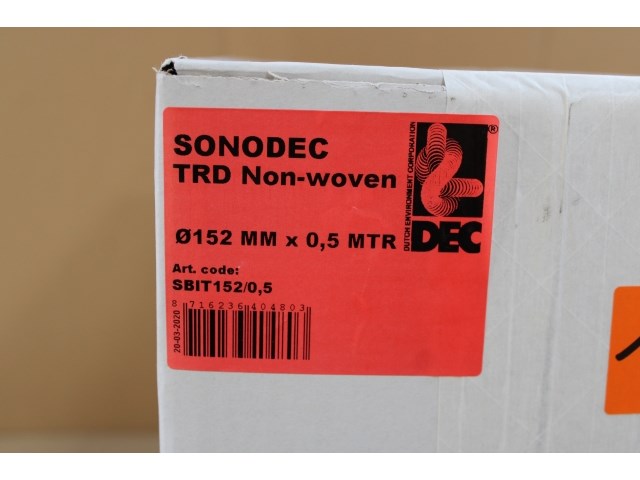 SONODEC
TRD Non-woven
Ø152 MM x 0,5 MTR
Art. code:
SBIT152/0,5
8 716236 404803
20-03-2020
DUTCH ENVIRONMENT CORPORATION
®
DEC